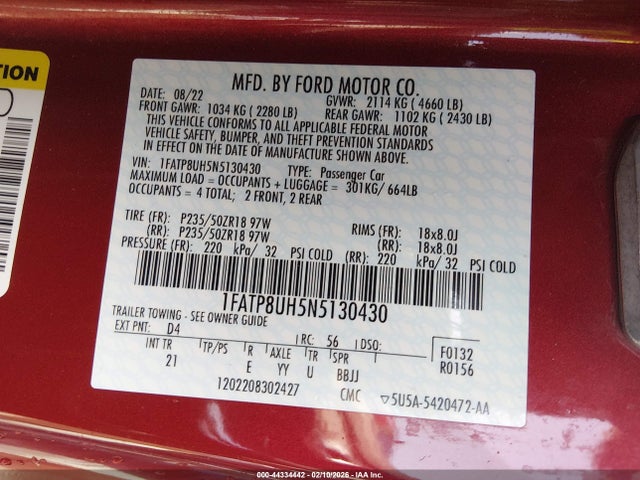 TION
MFD. BY FORD MOTOR CO.
DATE: 08/22 GVWR: 2114 KG ( 4660 LB)
FRONT GAWR: 1034 KG ( 2280 LB) REAR GAWR: 1102 KG ( 2430 LB)
THIS VEHICLE CONFORMS TO ALL APPLICABLE FEDERAL MOTOR
VEHICLE SAFETY, BUMPER, AND THEFT PREVENTION STANDARDS
IN EFFECT ON THE DATE OF MANUFACTURE SHOWN ABOVE.
VIN: 1FATP8UH5N5130430 TYPE: Passenger Car
MAXIMUM LOAD = OCCUPANTS + LUGGAGE = 301KG/ 664LB
OCCUPANTS = 4 TOTAL; 2 FRONT, 2 REAR
TIRE (FR): P235/50ZR18 97W RIMS (FR): 18x8.0J
(RR): P235/50ZR18 97W (RR): 18x8.0J
PRESSURE (FR): 220 kPa/ 32 PSI COLD (RR): 220 kPa/ 32 PSI COLD
1FATP8UH5N5130430
TRAILER TOWING - SEE OWNER GUIDE
EXT PNT: D4 RC: 56 DSO: F0132
INT TR TP/PS R AXLE TR SPR R0156
21 E YY U BBJJ
1202208302427 CMC 5U5A-5420472-AA
000-44334442 - 02/10/2026 - IAA Inc.